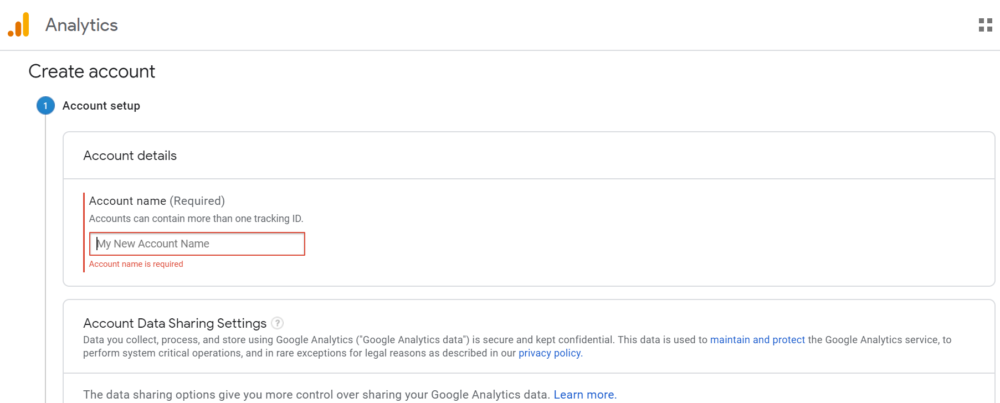 Analytics
Create account
1 Account setup
Account details
Account name (Required)
Accounts can contain more than one tracking ID.
My New Account Name
Account name is required
Account Data Sharing Settings ?
Data you collect, process, and store using Google Analytics ("Google Analytics data") is secure and kept confidential. This data is used to maintain and protect the Google Analytics service, to
perform system critical operations, and in rare exceptions for legal reasons as described in our privacy policy.
The data sharing options give you more control over sharing your Google Analytics data. Learn more.